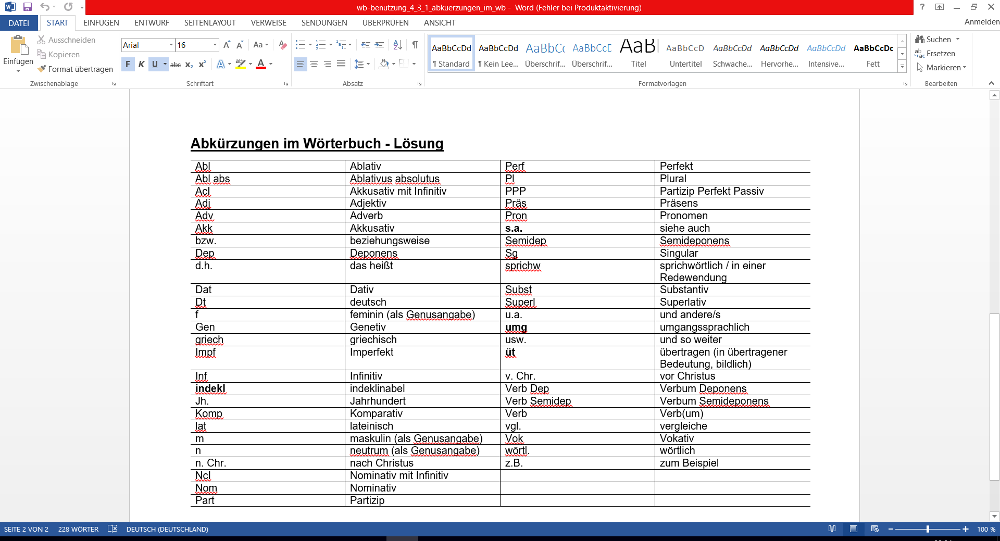 wb-benutzung_4_3_1_abkuerzungen_im_wb - Word (Fehler bei Produktaktivierung)
DATEI START EINFÜGEN ENTWURF SEITENLAYOUT VERWEISE SENDUNGEN ÜBERPRÜFEN ANSICHT Anmelden
Einfügen
Ausschneiden
Kopieren
Format übertragen
Zwischenablage
Arial 16
F K U abc x₂ x² A ab A
Schriftart
Absatz
AaBbCcDd AaBbCcDd AaBbCc AaBbCcD AaBl AaBbCcD AaBbCcDd AaBbCcDd AaBbCcDd AaBbCcDc
¶ Standard ¶ Kein Lee... Überschrif... Überschrif... Titel Untertitel Schwache... Hervorhe... Intensive... Fett
Formatvorlagen
Suchen
Ersetzen
Markieren
Bearbeiten
Abkürzungen im Wörterbuch - Lösung
Abl Ablativ Perf Perfekt
Abl abs Ablativus absolutus Pl Plural
AcI Akkusativ mit Infinitiv PPP Partizip Perfekt Passiv
Adj Adjektiv Präs Präsens
Adv Adverb Pron Pronomen
Akk Akkusativ s.a. siehe auch
bzw. beziehungsweise Semidep Semideponens
Dep Deponens Sg Singular
d.h. das heißt sprichw sprichwörtlich / in einer
Redewendung
Dat Dativ Subst Substantiv
Dt deutsch Superl Superlativ
f feminin (als Genusangabe) u.a. und andere/s
Gen Genetiv umg umgangssprachlich
griech griechisch usw. und so weiter
Impf Imperfekt üt übertragen (in übertragener
Bedeutung, bildlich)
Inf Infinitiv v. Chr. vor Christus
indekl indeklinabel Verb Dep Verbum Deponens
Jh. Jahrhundert Verb Semidep Verbum Semideponens
Komp Komparativ Verb Verb(um)
lat lateinisch vgl. vergleiche
m maskulin (als Genusangabe) Vok Vokativ
n neutrum (als Genusangabe) wörtl. wörtlich
n. Chr. nach Christus z.B. zum Beispiel
NcI Nominativ mit Infinitiv
Nom Nominativ
Part Partizip
SEITE 2 VON 2 228 WÖRTER DEUTSCH (DEUTSCHLAND) 100 %